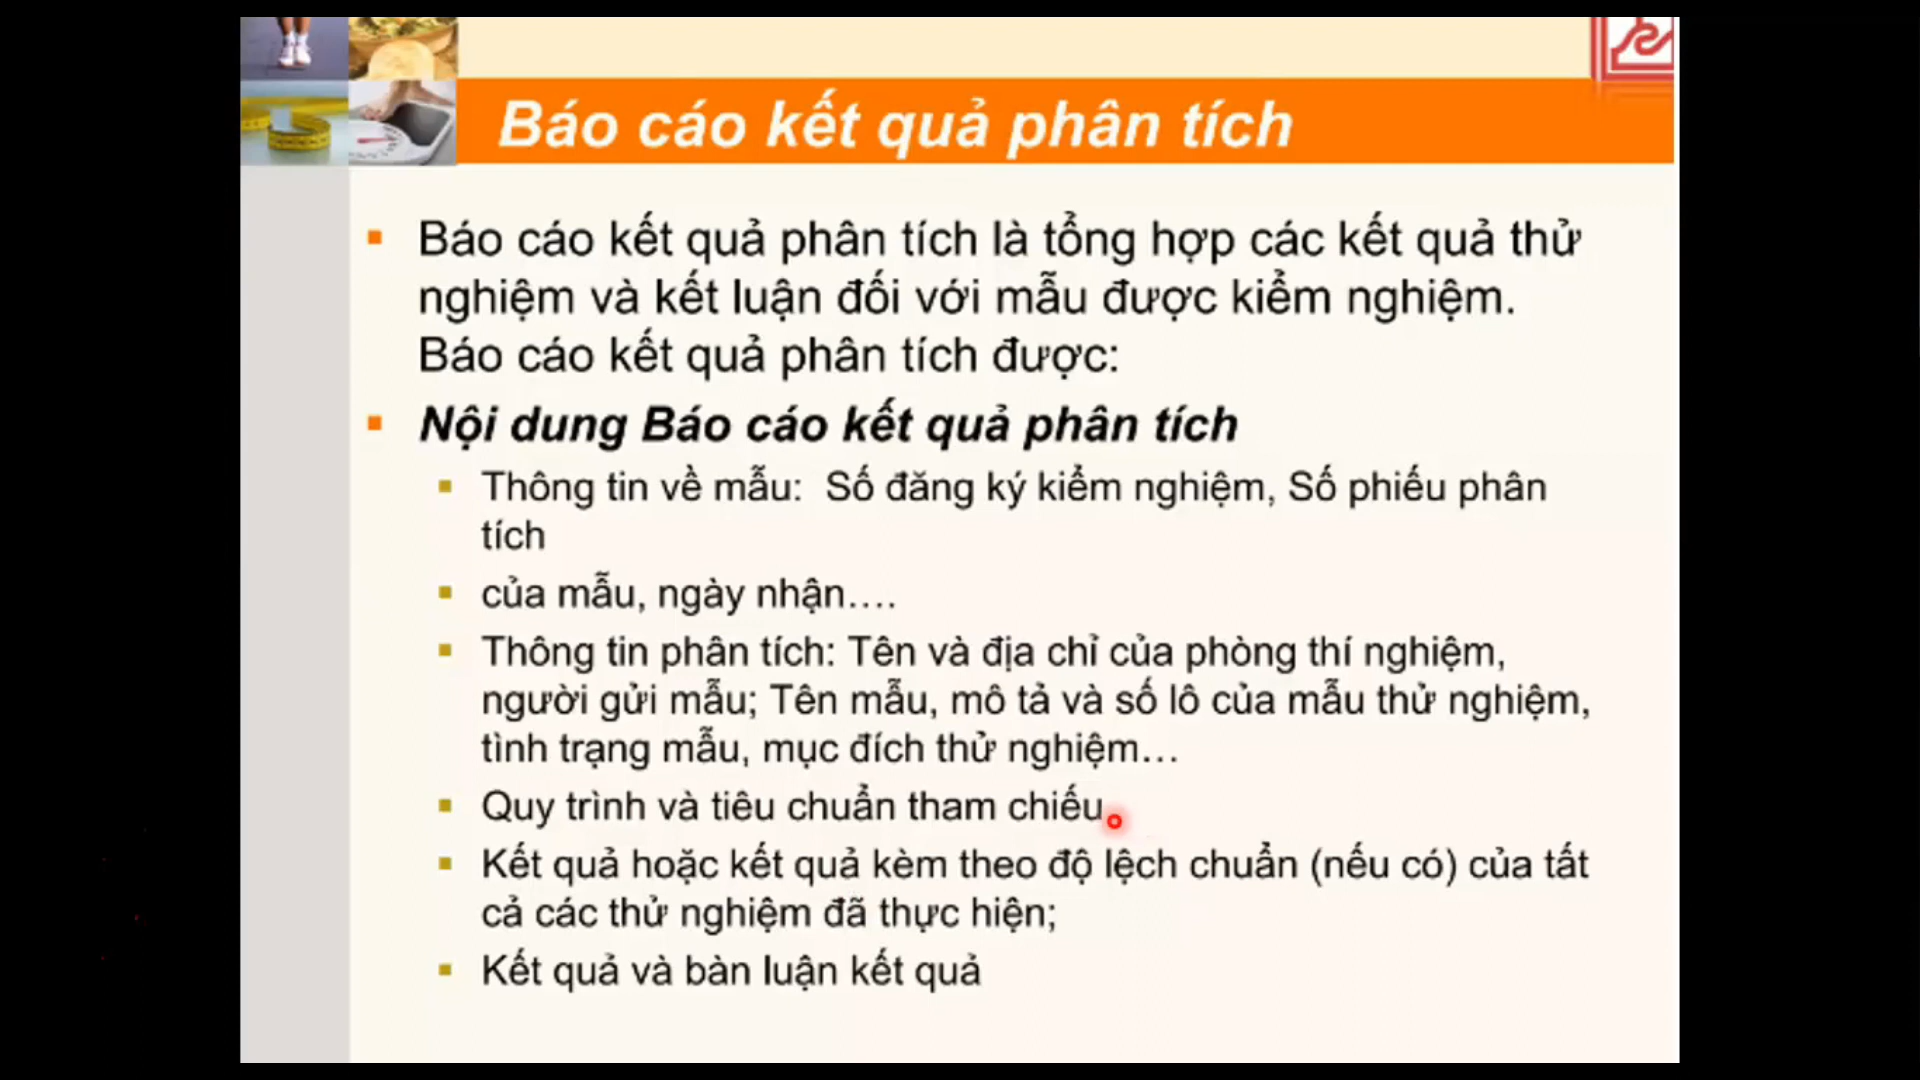 Báo cáo kết quả phân tích
Báo cáo kết quả phân tích là tổng hợp các kết quả thử
nghiệm và kết luận đối với mẫu được kiểm nghiệm.
Báo cáo kết quả phân tích được:
Nội dung Báo cáo kết quả phân tích
Thông tin về mẫu: Số đăng ký kiểm nghiệm, Số phiếu phân
tích
của mẫu, ngày nhận….
Thông tin phân tích: Tên và địa chỉ của phòng thí nghiệm,
người gửi mẫu; Tên mẫu, mô tả và số lô của mẫu thử nghiệm,
tình trạng mẫu, mục đích thử nghiệm…
Quy trình và tiêu chuẩn tham chiếu
Kết quả hoặc kết quả kèm theo độ lệch chuẩn (nếu có) của tất
cả các thử nghiệm đã thực hiện;
Kết quả và bàn luận kết quả